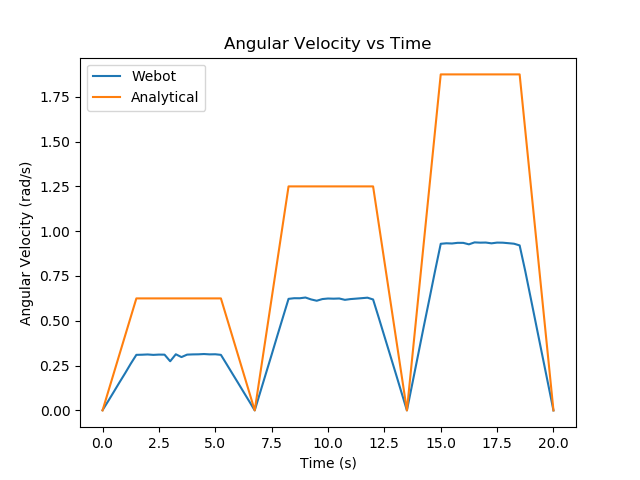 Angular Velocity vs Time
Webot
Analytical
Angular Velocity (rad/s)
1.75
1.50
1.25
1.00
0.75
0.50
0.25
0.00
0.0 2.5 5.0 7.5 10.0 12.5 15.0 17.5 20.0
Time (s)